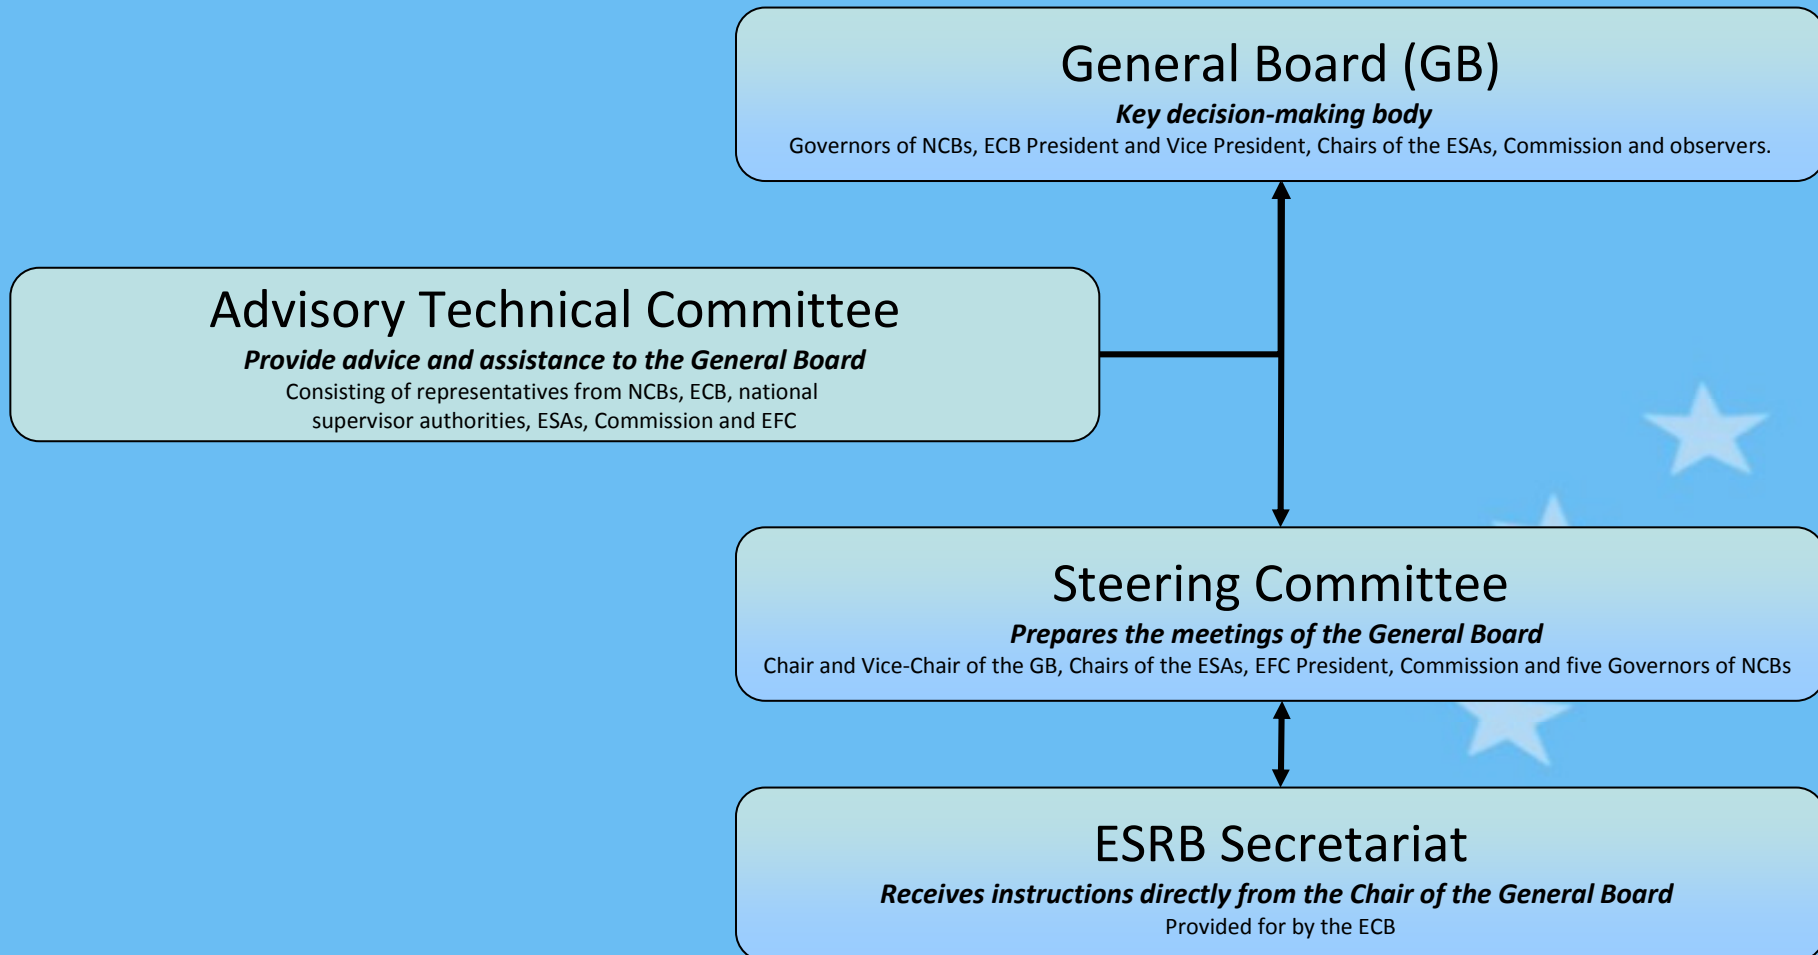 General Board (GB)
Key decision-making body
Governors of NCBs, ECB President and Vice President, Chairs of the ESAs, Commission and observers.
Advisory Technical Committee
Provide advice and assistance to the General Board
Consisting of representatives from NCBs, ECB, national
supervisor authorities, ESAs, Commission and EFC
Steering Committee
Prepares the meetings of the General Board
Chair and Vice-Chair of the GB, Chairs of the ESAs, EFC President, Commission and five Governors of NCBs
ESRB Secretariat
Receives instructions directly from the Chair of the General Board
Provided for by the ECB